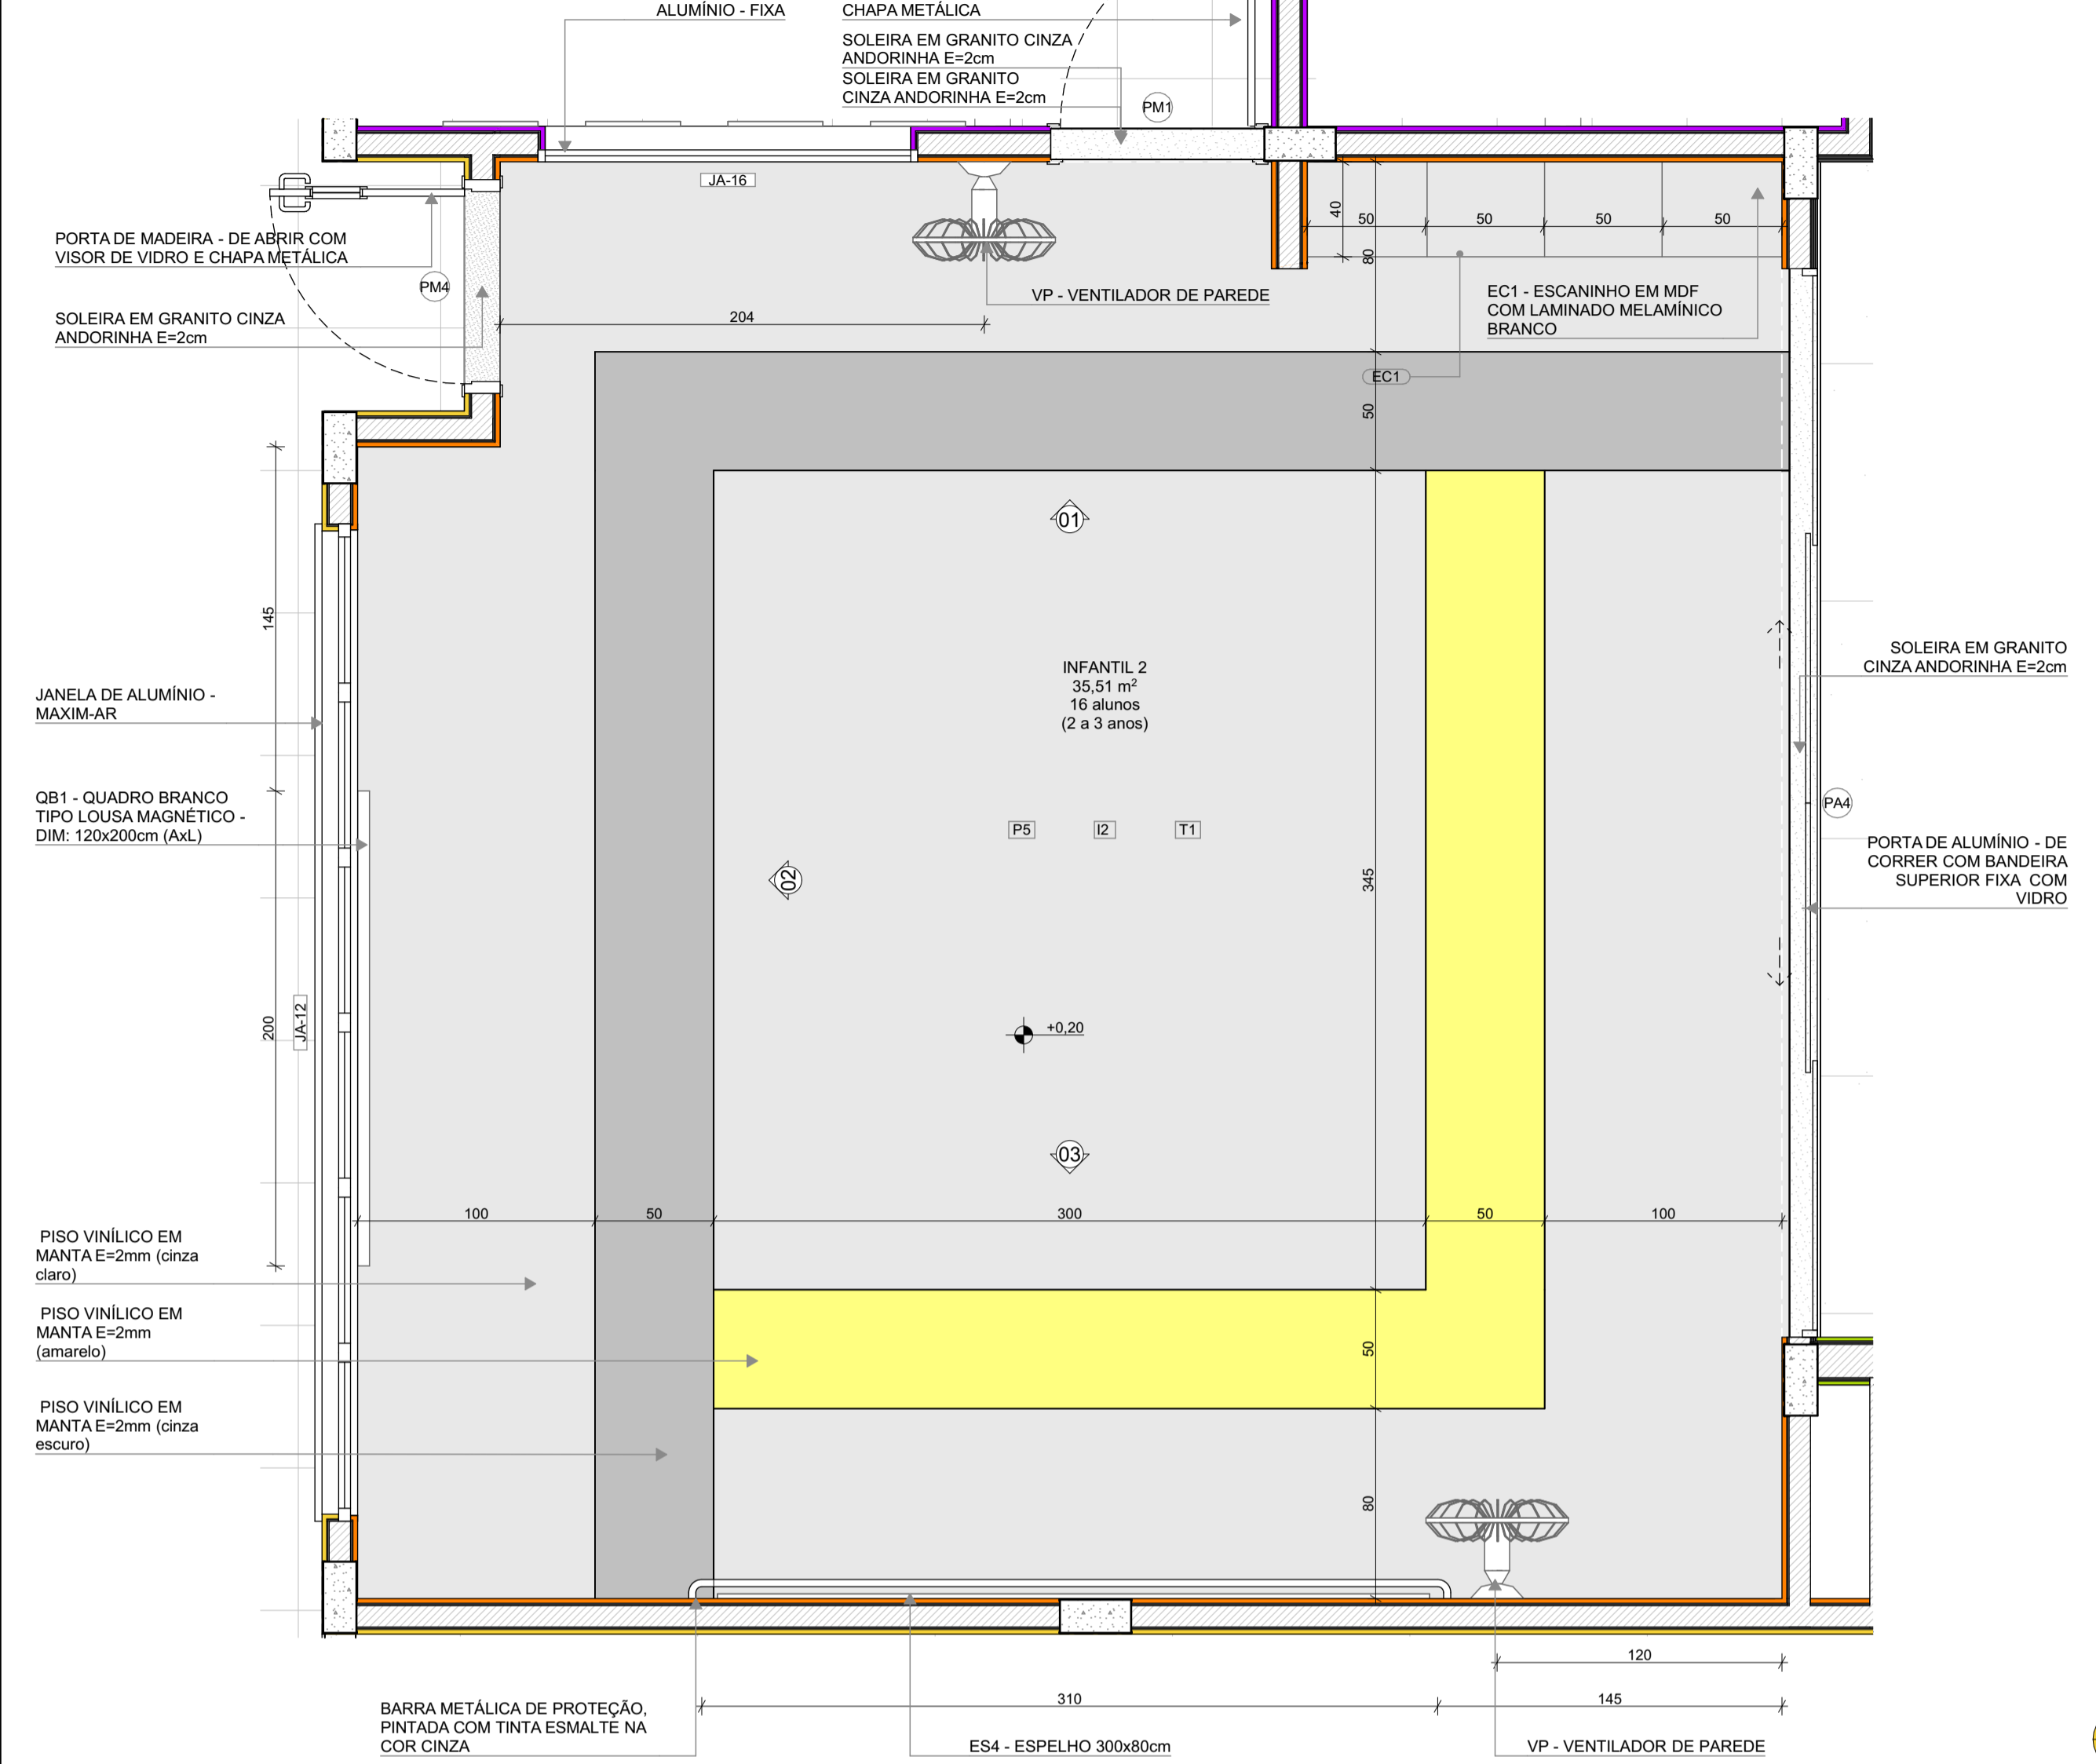 ALUMÍNIO - FIXA
CHAPA METÁLICA
SOLEIRA EM GRANITO CINZA
ANDORINHA E=2cm
SOLEIRA EM GRANITO
CINZA ANDORINHA E=2cm
PM1
JA-16
40
50
50
50
50
80
PORTA DE MADEIRA - DE ABRIR COM
VISOR DE VIDRO E CHAPA METÁLICA
PM4
SOLEIRA EM GRANITO CINZA
ANDORINHA E=2cm
VP - VENTILADOR DE PAREDE
204
EC1 - ESCANINHO EM MDF
COM LAMINADO MELAMÍNICO
BRANCO
EC1
50
01
145
INFANTIL 2
35,51 m²
16 alunos
(2 a 3 anos)
SOLEIRA EM GRANITO
CINZA ANDORINHA E=2cm
JANELA DE ALUMÍNIO -
MAXIM-AR
QB1 - QUADRO BRANCO
TIPO LOUSA MAGNÉTICO -
DIM: 120x200cm (AxL)
P5
I2
T1
PA4
PORTA DE ALUMÍNIO - DE
CORRER COM BANDEIRA
SUPERIOR FIXA COM
VIDRO
02
345
200
JA-12
+0,20
03
100
50
300
50
100
PISO VINÍLICO EM
MANTA E=2mm (cinza
claro)
PISO VINÍLICO EM
MANTA E=2mm
(amarelo)
50
PISO VINÍLICO EM
MANTA E=2mm (cinza
escuro)
80
120
310
145
BARRA METÁLICA DE PROTEÇÃO,
PINTADA COM TINTA ESMALTE NA
COR CINZA
ES4 - ESPELHO 300x80cm
VP - VENTILADOR DE PAREDE